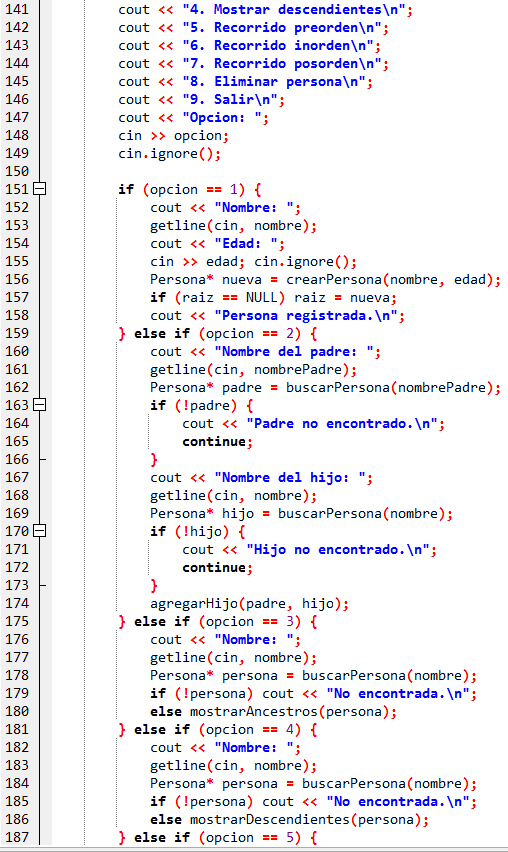 141 cout << "4. Mostrar descendientes\n";
142 cout << "5. Recorrido preorden\n";
143 cout << "6. Recorrido inorden\n";
144 cout << "7. Recorrido posorden\n";
145 cout << "8. Eliminar persona\n";
146 cout << "9. Salir\n";
147 cout << "Opcion: ";
148 cin >> opcion;
149 cin.ignore();
150
151 if (opcion == 1) {
152 cout << "Nombre: ";
153 getline(cin, nombre);
154 cout << "Edad: ";
155 cin >> edad; cin.ignore();
156 Persona* nueva = crearPersona(nombre, edad);
157 if (raiz == NULL) raiz = nueva;
158 cout << "Persona registrada.\n";
159 } else if (opcion == 2) {
160 cout << "Nombre del padre: ";
161 getline(cin, nombrePadre);
162 Persona* padre = buscarPersona(nombrePadre);
163 if (!padre) {
164 cout << "Padre no encontrado.\n";
165 continue;
166 }
167 cout << "Nombre del hijo: ";
168 getline(cin, nombre);
169 Persona* hijo = buscarPersona(nombre);
170 if (!hijo) {
171 cout << "Hijo no encontrado.\n";
172 continue;
173 }
174 agregarHijo(padre, hijo);
175 } else if (opcion == 3) {
176 cout << "Nombre: ";
177 getline(cin, nombre);
178 Persona* persona = buscarPersona(nombre);
179 if (!persona) cout << "No encontrada.\n";
180 else mostrarAncestros(persona);
181 } else if (opcion == 4) {
182 cout << "Nombre: ";
183 getline(cin, nombre);
184 Persona* persona = buscarPersona(nombre);
185 if (!persona) cout << "No encontrada.\n";
186 else mostrarDescendientes(persona);
187 } else if (opcion == 5) {